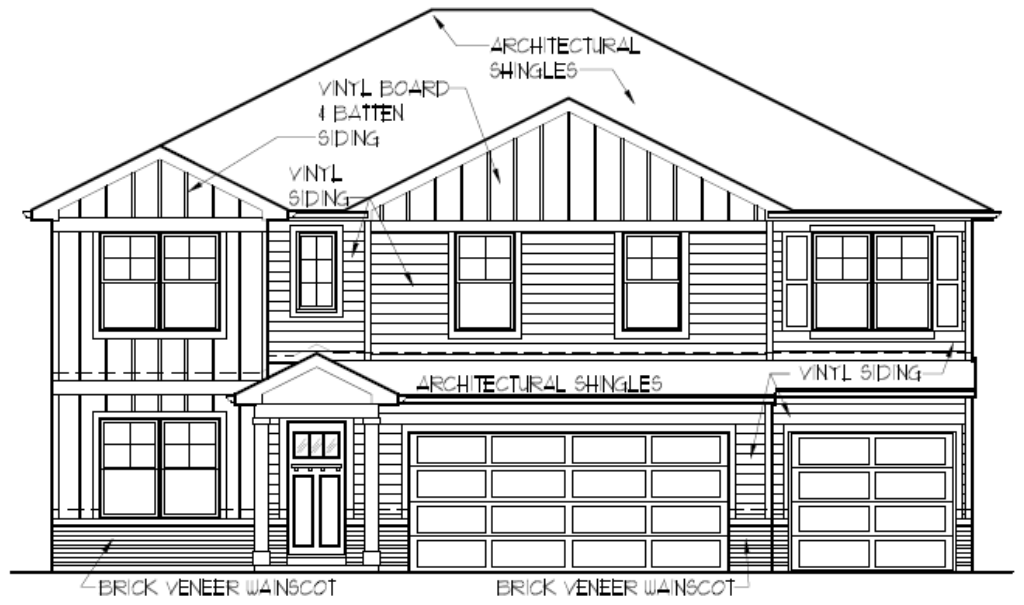 ARCHITECTURAL
SHINGLES
VINYL BOARD
& BATTEN
SIDING
VINYL
SIDING
ARCHITECTURAL SHINGLES
VINYL SIDING
BRICK VENEER WAINSCOT
BRICK VENEER WAINSCOT